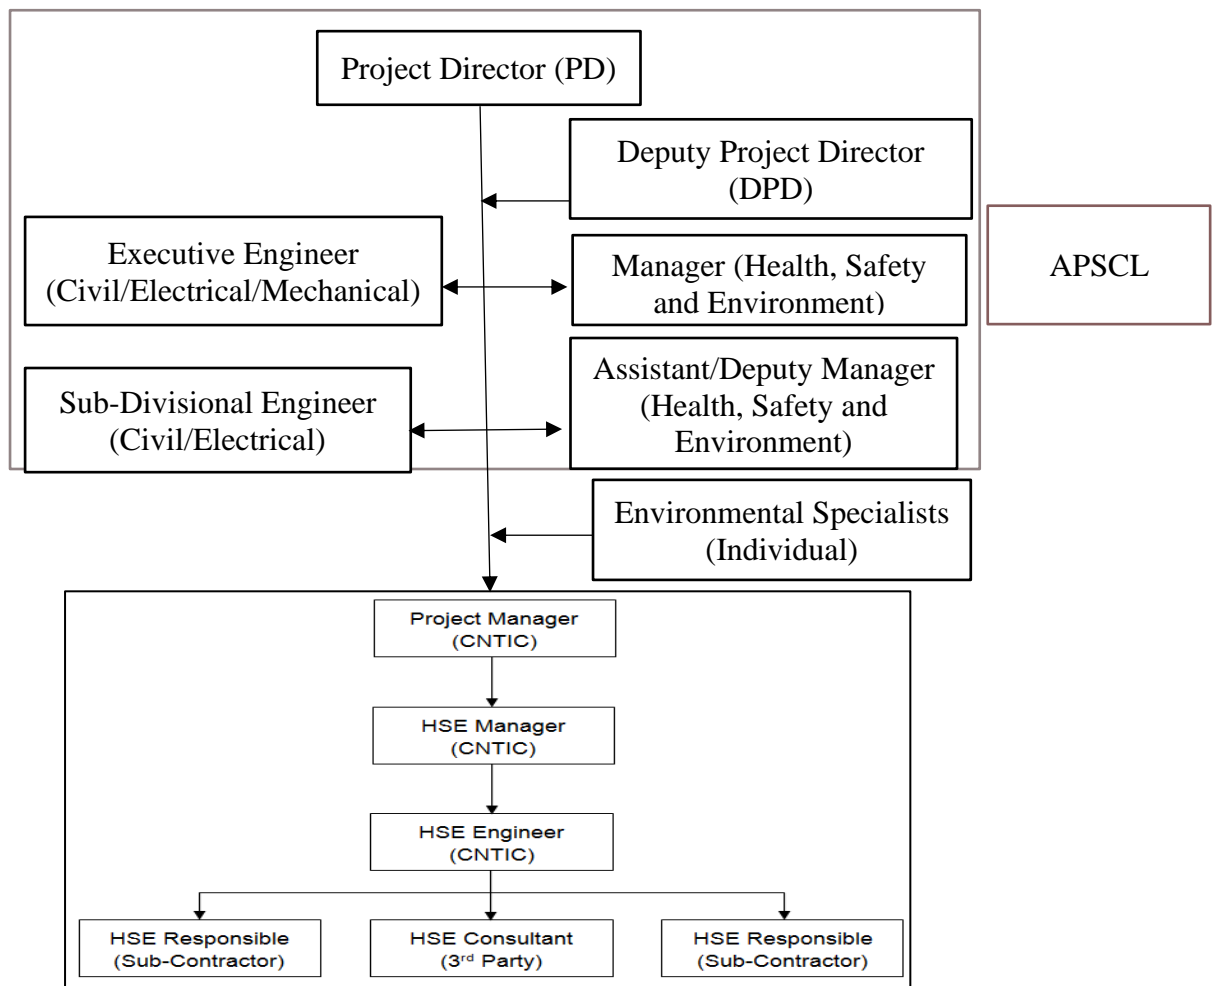 Project Director (PD)
Deputy Project Director
(DPD)
Executive Engineer
(Civil/Electrical/Mechanical)
Manager (Health, Safety
and Environment)
APSCL
Sub-Divisional Engineer
(Civil/Electrical)
Assistant/Deputy Manager
(Health, Safety and
Environment)
Environmental Specialists
(Individual)
Project Manager
(CNTIC)
HSE Manager
(CNTIC)
HSE Engineer
(CNTIC)
HSE Responsible
(Sub-Contractor)
HSE Consultant
(3rd Party)
HSE Responsible
(Sub-Contractor)